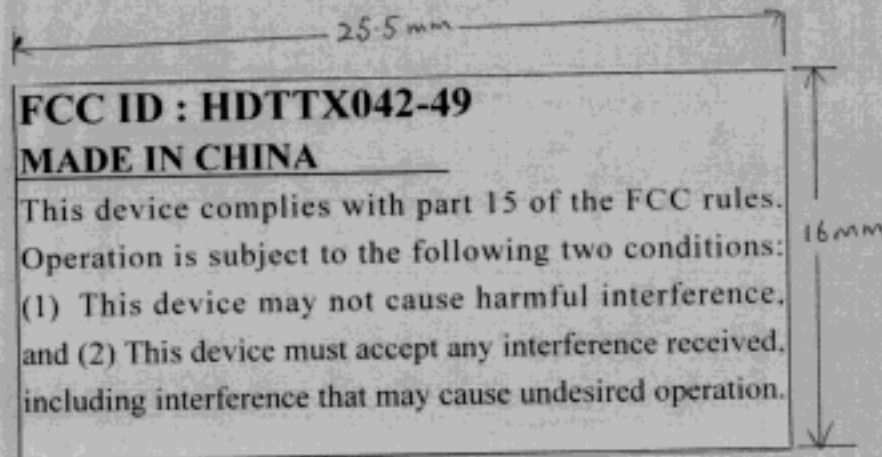 25.5 mm
FCC ID : HDTTX042-49
MADE IN CHINA
This device complies with part 15 of the FCC rules.
Operation is subject to the following two conditions:
(1) This device may not cause harmful interference,
and (2) This device must accept any interference received,
including interference that may cause undesired operation.
16mm